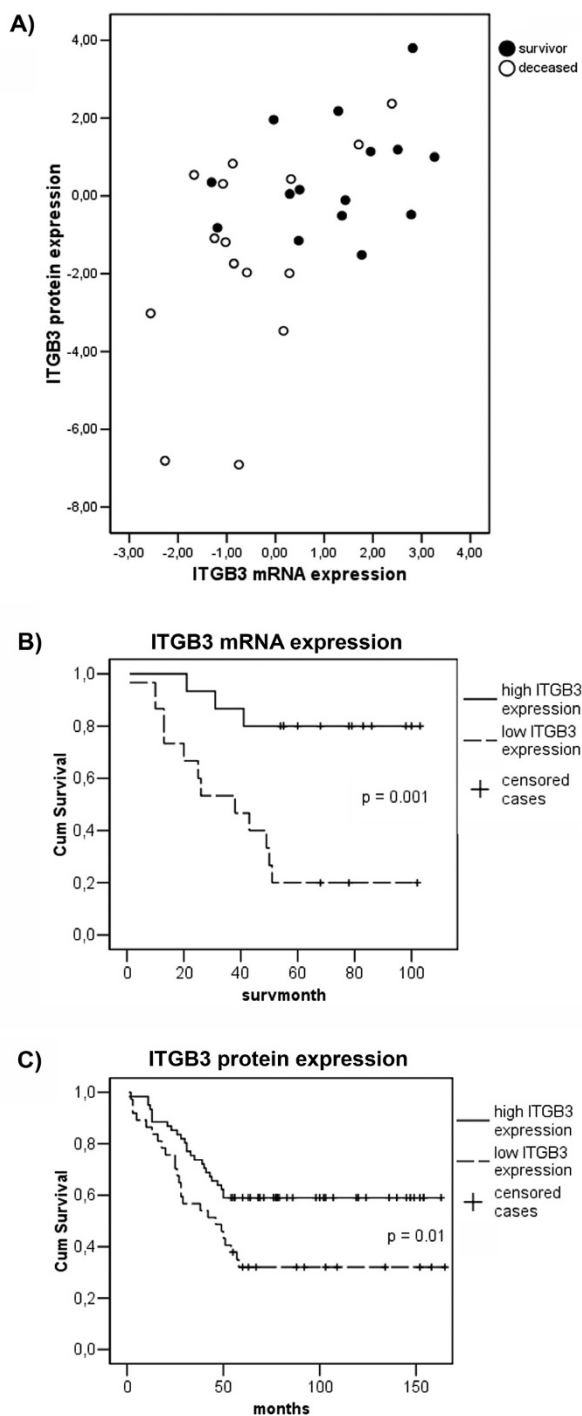 A)
survivor
deceased
4,00
2,00
0,00
-2,00
-4,00
-6,00
-8,00
ITGB3 protein expression
-3,00 -2,00 -1,00 0,00 1,00 2,00 3,00 4,00
ITGB3 mRNA expression
B)
ITGB3 mRNA expression
1,0
0,8
0,6
0,4
0,2
0,0
Cum Survival
high ITGB3
expression
low ITGB3
expression
censored
cases
p = 0.001
0 20 40 60 80 100
survmonth
C)
ITGB3 protein expression
1,0
0,8
0,6
0,4
0,2
0,0
Cum Survival
high ITGB3
expression
low ITGB3
expression
censored
cases
p = 0.01
0 50 100 150
months